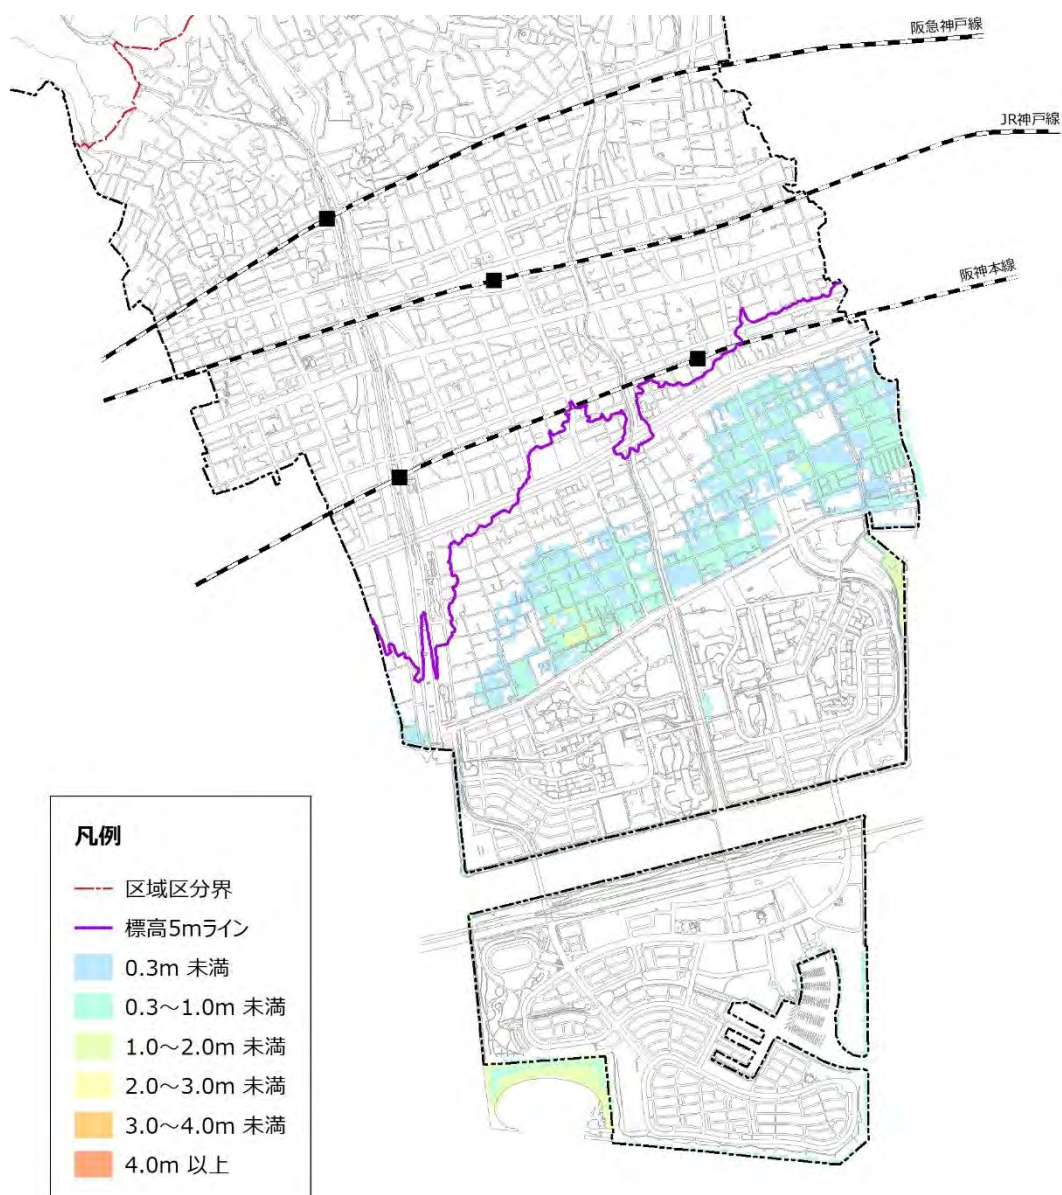 阪急神戸線
JR神戸線
阪神本線
凡例
区域区分界
標高5mライン
0.3m 未満
0.3～1.0m 未満
1.0～2.0m 未満
2.0～3.0m 未満
3.0～4.0m 未満
4.0m 以上